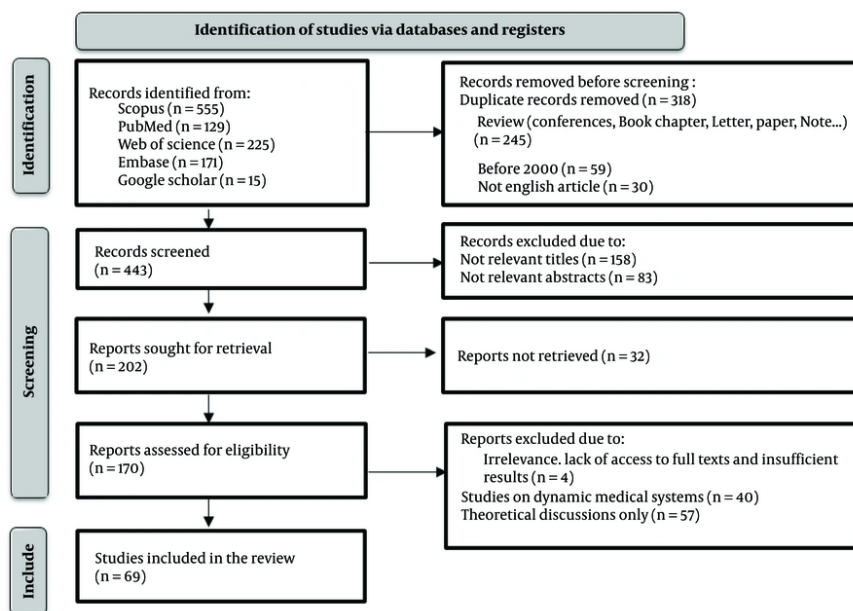 Identification of studies via databases and registers
Identification
Records identified from:
Scopus (n = 555)
PubMed (n = 129)
Web of science (n = 225)
Embase (n = 171)
Google scholar (n = 15)
Records removed before screening :
Duplicate records removed (n = 318)
Review (conferences, Book chapter, Letter, paper, Note...)
(n = 245)
Before 2000 (n = 59)
Not english article (n = 30)
Screening
Records screened
(n = 443)
Records excluded due to:
Not relevant titles (n = 158)
Not relevant abstracts (n = 83)
Reports sought for retrieval
(n = 202)
Reports not retrieved (n = 32)
Reports assessed for eligibility
(n = 170)
Reports excluded due to:
Irrelevance. lack of access to full texts and insufficient
results (n = 4)
Studies on dynamic medical systems (n = 40)
Theoretical discussions only (n = 57)
Include
Studies included in the review
(n = 69)